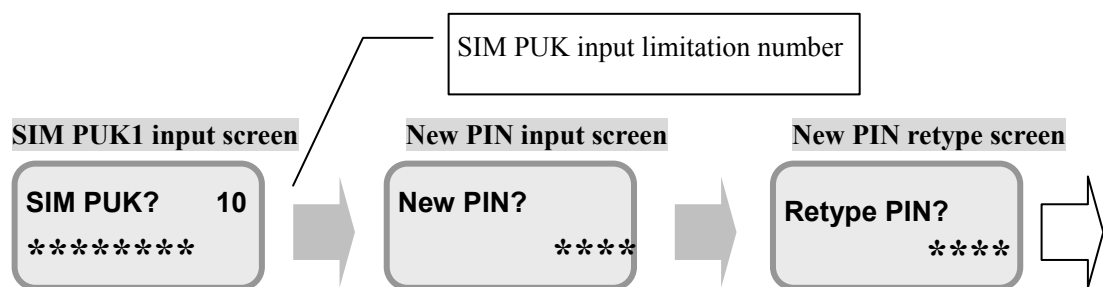 SIM PUK input limitation number
SIM PUK1 input screen
New PIN input screen
New PIN retype screen
SIM PUK? 10
********
New PIN?
****
Retype PIN?
****